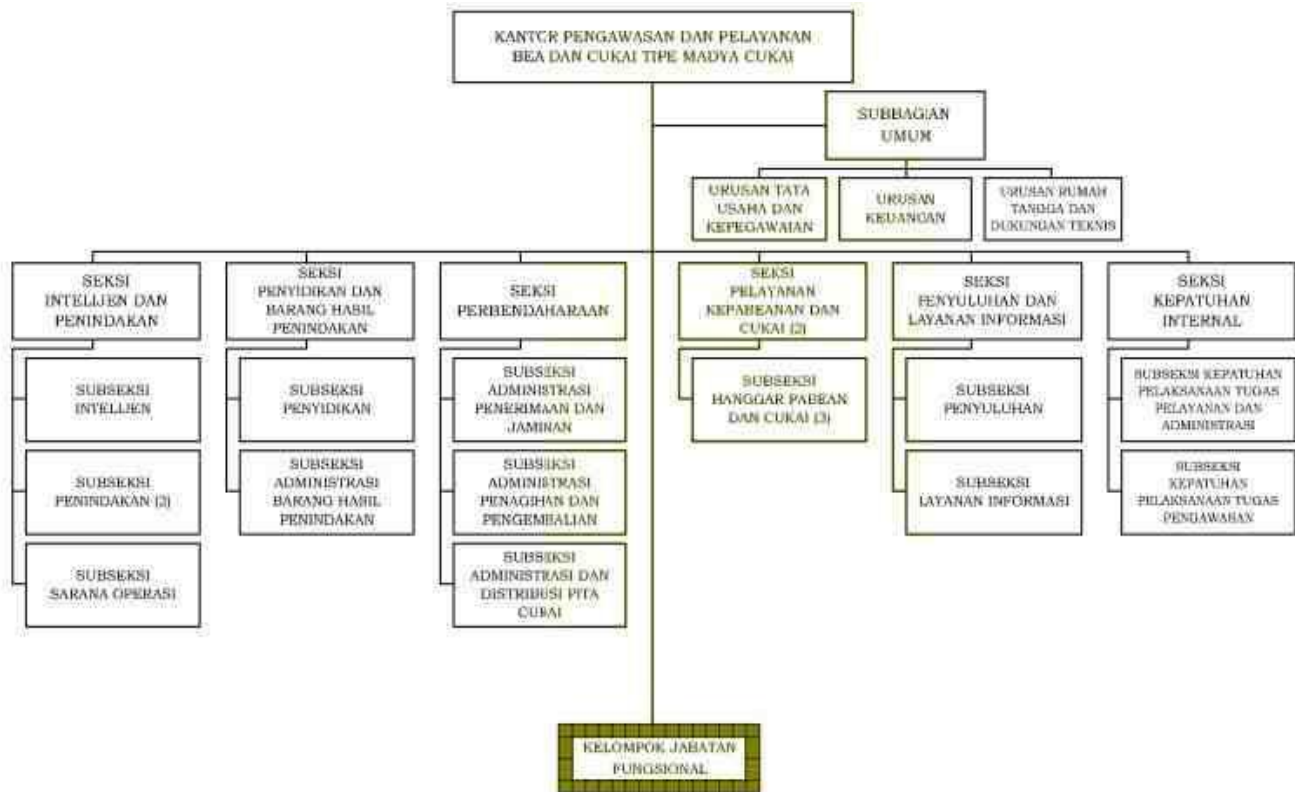 KANTOR PENGAWASAN DAN PELAYANAN
BEA DAN CUKAI TIPE MADYA CUKAI
SUBBAGIAN
UMUM
URUSAN TATA
USAHA DAN
KEPEGAWAIAN
URUSAN
KEUANGAN
URUSAN RUMAH
TANGGA DAN
DUKUNGAN TEKNIS
SEKSI
INTELIJEN DAN
PENINDAKAN
SEKSI
PENYIDIKAN DAN
BARANG HASIL
PENINDAKAN
SEKSI
PERBENDAHARAAN
SEKSI
PELAYANAN
KEPABEANAN DAN
CUKAI (2)
SEKSI
PENYULUHAN DAN
LAYANAN INFORMASI
SEKSI
KEPATUHAN
INTERNAL
SUBSEKSI
INTELIJEN
SUBSEKSI
PENYIDIKAN
SUBSEKSI
ADMINISTRASI
PENERIMAAN DAN
JAMINAN
SUBSEKSI
HANGGAR PABEAN
DAN CUKAI (3)
SUBSEKSI
PENYULUHAN
SUBSEKSI KEPATUHAN
PELAKSANAAN TUGAS
PELAYANAN DAN
ADMINISTRASI
SUBSEKSI
PENINDAKAN (2)
SUBSEKSI
ADMINISTRASI
BARANG HASIL
PENINDAKAN
SUBSEKSI
ADMINISTRASI
PENAGIHAN DAN
PENGEMBALIAN
SUBSEKSI
LAYANAN INFORMASI
SUBSEKSI
KEPATUHAN
PELAKSANAAN TUGAS
PENGAWASAN
SUBSEKSI
SARANA OPERASI
SUBSEKSI
ADMINISTRASI DAN
DISTRIBUSI PITA
CUKAI
KELOMPOK JABATAN
FUNGSIONAL